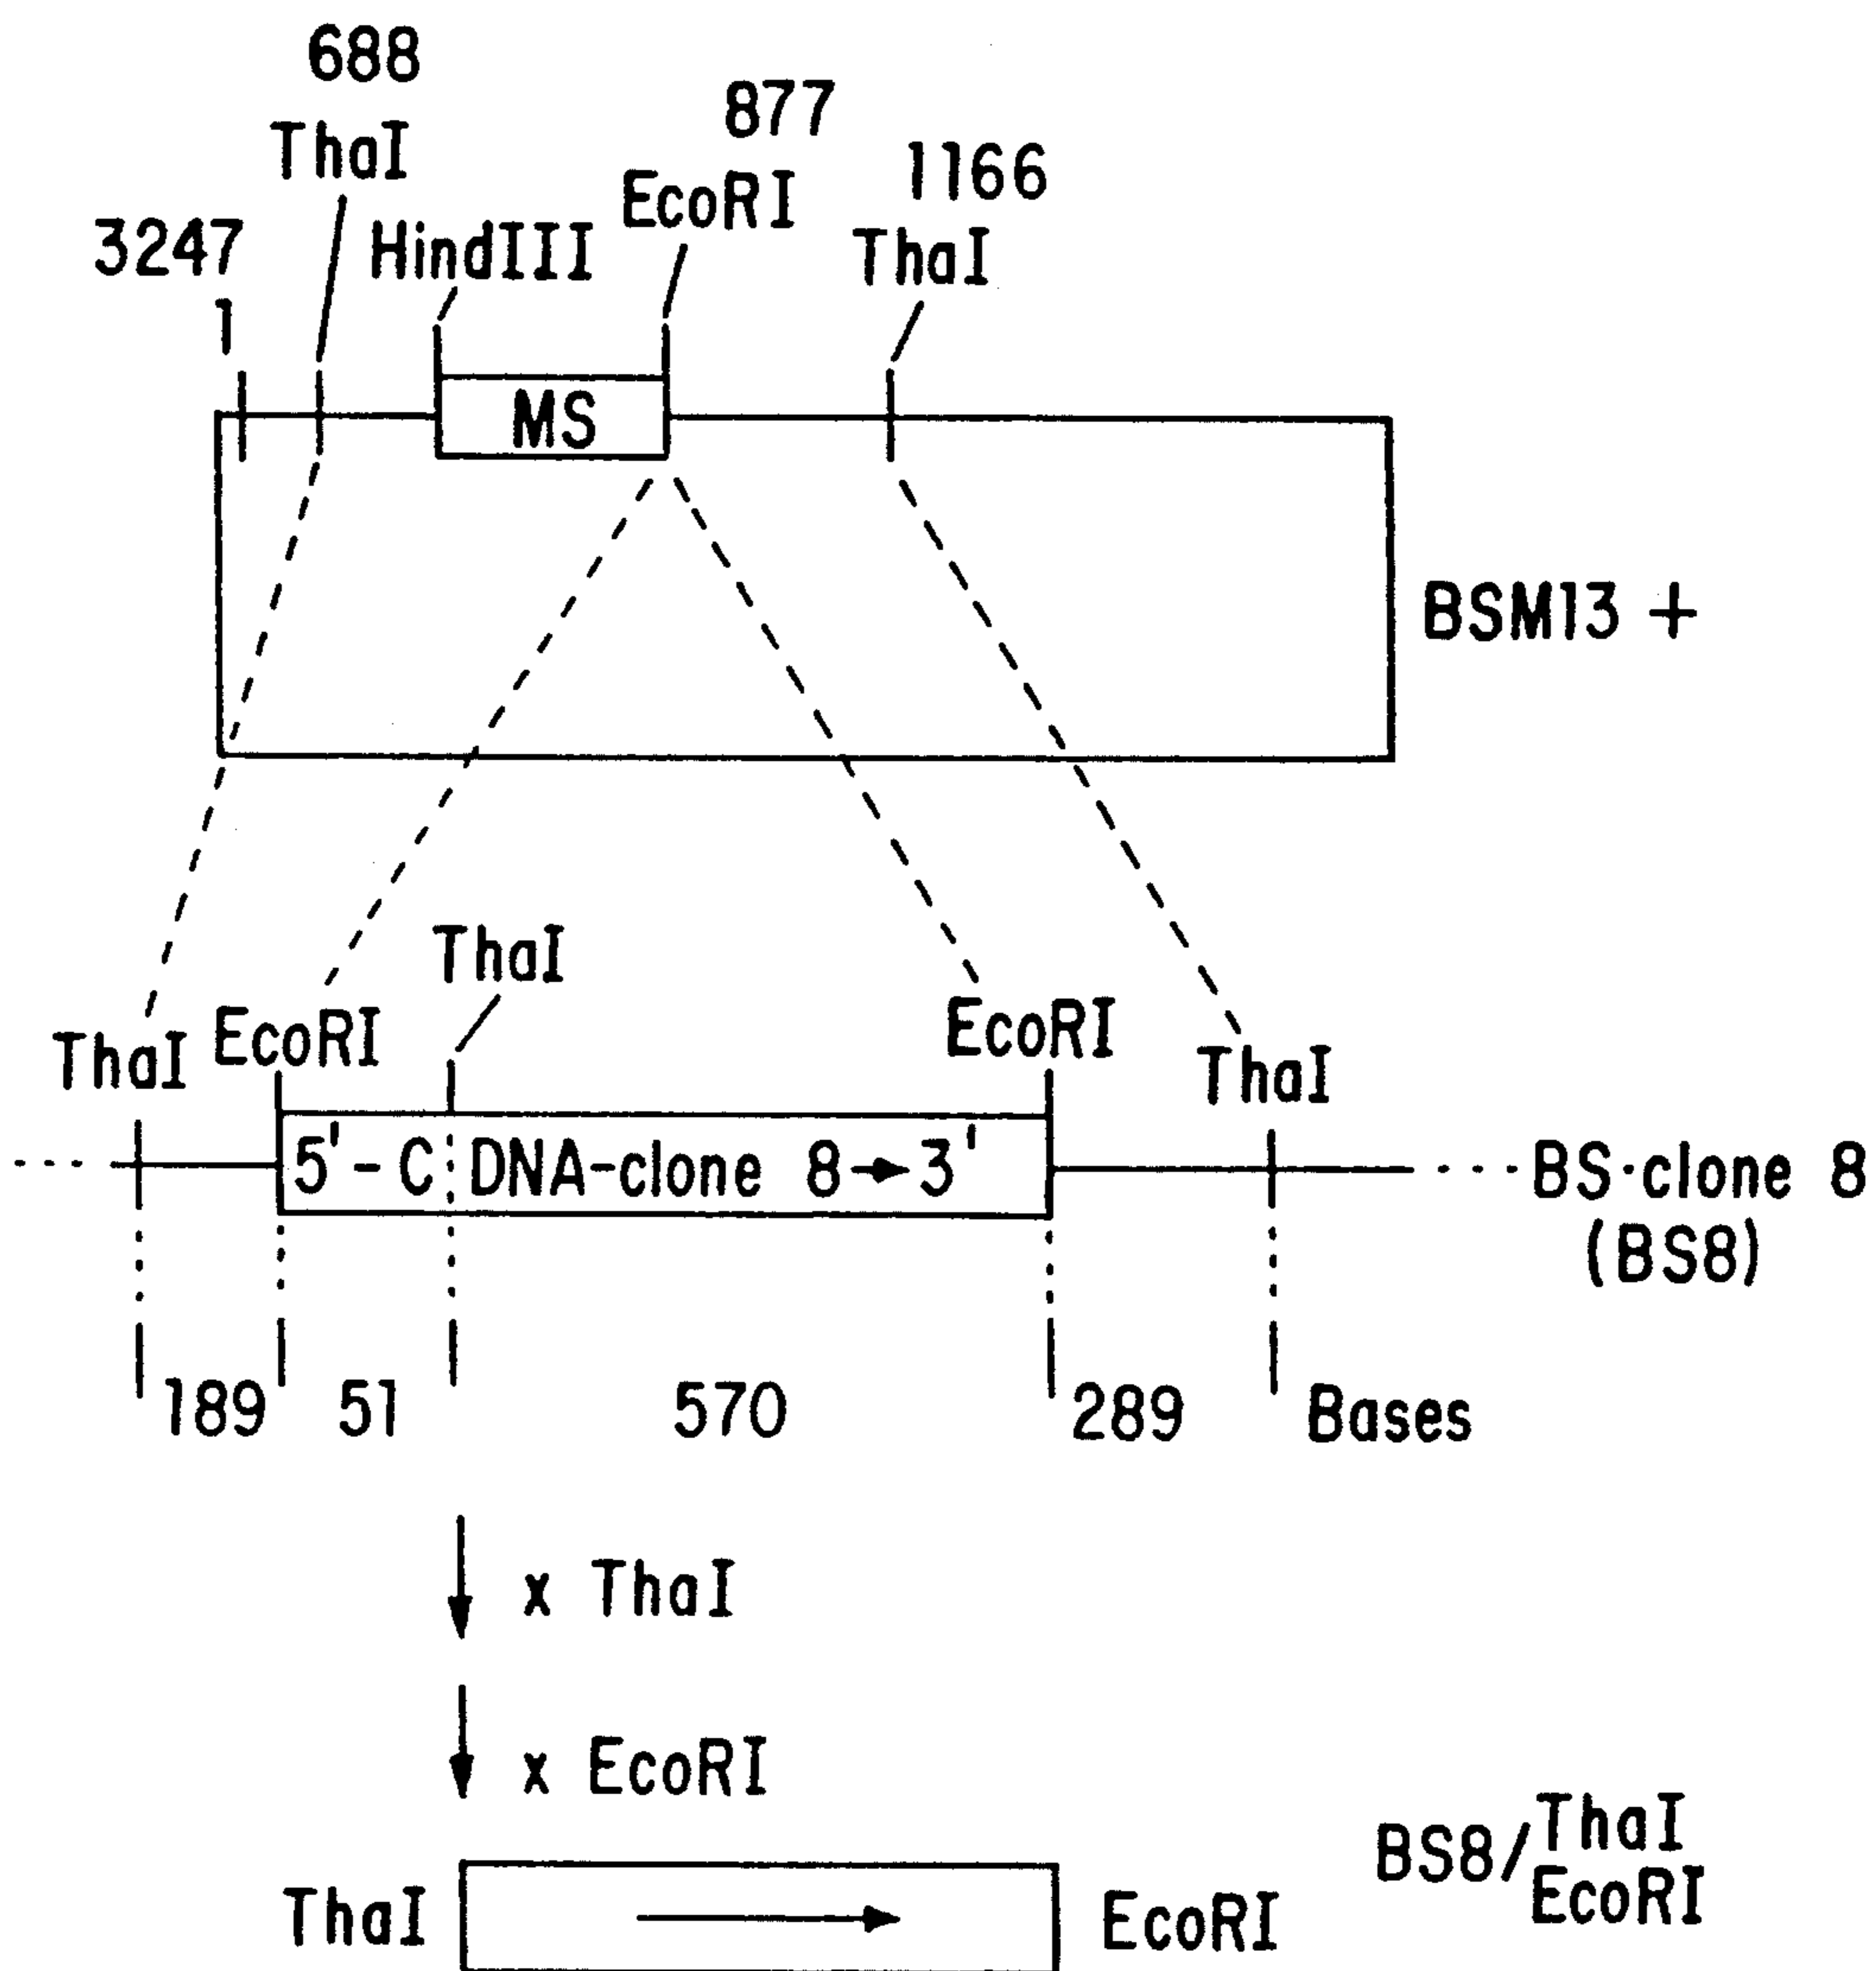 688
ThaI
877
EcoRI
1166
ThaI
3247
1
HindIII
MS
BSM13 +
ThaI
ThaI
EcoRI
EcoRI
ThaI
5'-C DNA-clone 8→3'
BS·clone 8
(BS8)
189
51
570
289
Bases
x ThaI
x EcoRI
BS8/ThaI
EcoRI
ThaI
EcoRI